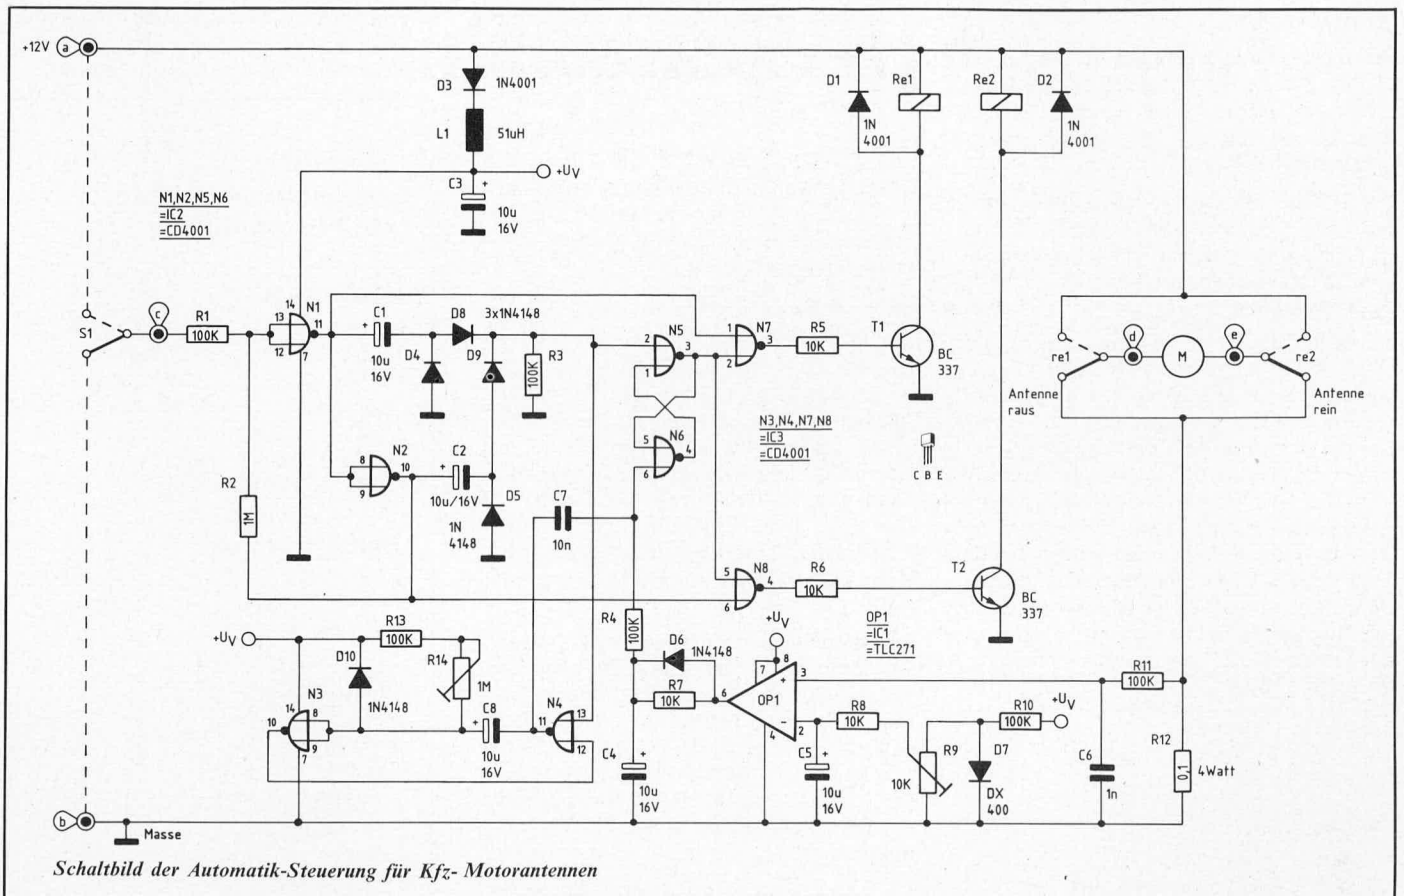 +12V a
D3 1N4001
L1 51uH
+UV
C3 +
10u
16V
N1,N2,N5,N6
=IC2
=CD4001
D1
1N
4001
Re1
Re2
D2
1N
4001
S1
c
R1
100K
14
13
12
N1
11
7
C1
+
10u
16V
D8
3x1N4148
D4
D9
R3
100K
2
1
N5
3
5
6
N6
4
1
2
N7
3
R5
10K
T1
BC
337
C B E
N3,N4,N7,N8
=IC3
=CD4001
re1
d
M
e
re2
Antenne
raus
Antenne
rein
R2
1M
8
9
N2
10
C2
+
10u/16V
D5
1N
4148
C7
10n
5
6
N8
4
R6
10K
T2
BC
337
OP1
=IC1
=TLC271
+UV
R13
100K
D10
1N4148
R14
1M
14
N3
10
8
9
7
C8
+
10u
16V
11
N4
13
12
R4
100K
D6
1N4148
R7
10K
+UV
7
8
6
OP1
+
3
-
2
4
C4
+
10u
16V
C5
+
10u
16V
R8
10K
R9
10K
R10
100K
+UV
D7
DX
400
R11
100K
C6
1n
R12
0,1
4Watt
b
Masse
Schaltbild der Automatik-Steuerung für Kfz- Motorantennen